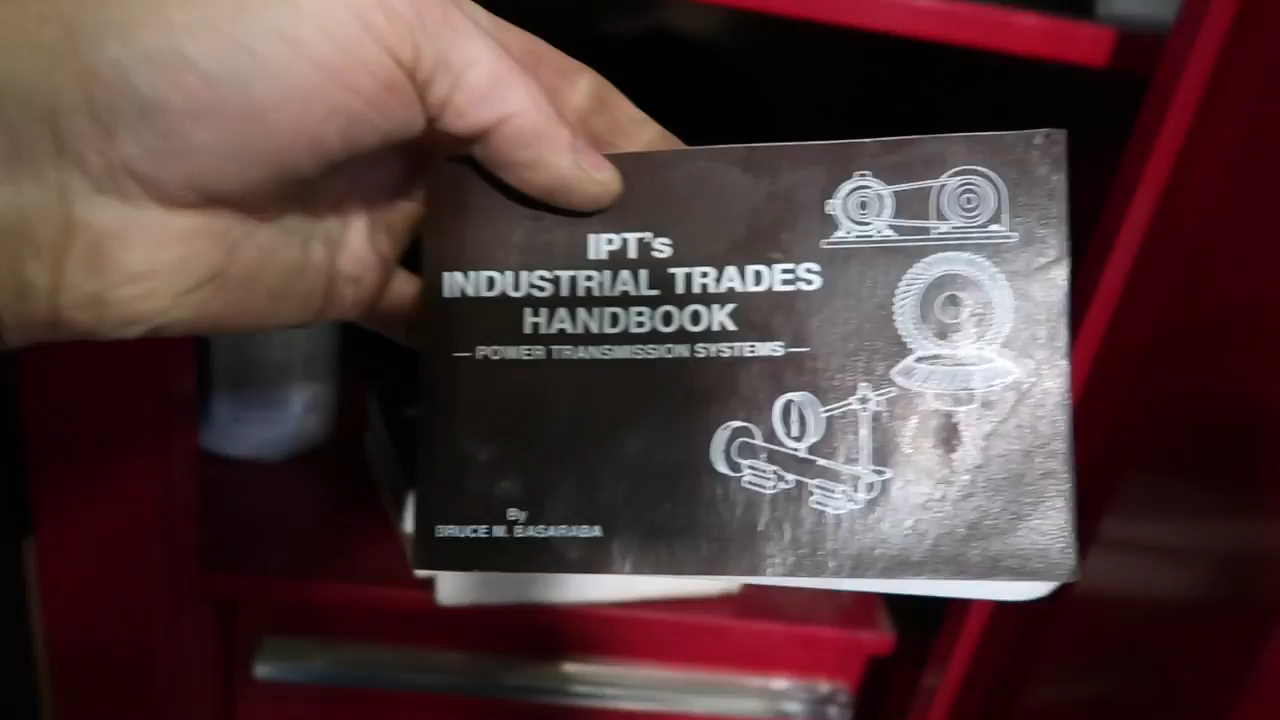 IPT's
INDUSTRIAL TRADES
HANDBOOK
— POWER TRANSMISSION SYSTEMS —
By
BRUCE M. BASARABA